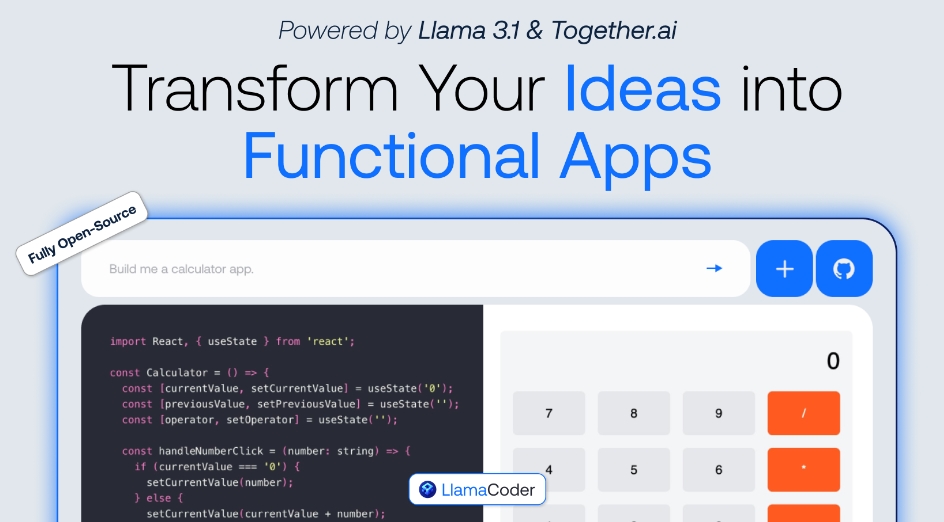 Powered by Llama 3.1 & Together.ai
Transform Your Ideas into
Functional Apps
Fully Open-Source
Build me a calculator app.
import React, { useState } from 'react';
const Calculator = () => {
const [currentValue, setCurrentValue] = useState('0');
const [previousValue, setPreviousValue] = useState('');
const [operator, setOperator] = useState('');
const handleNumberClick = (number: string) => {
if (currentValue === '0') {
setCurrentValue(number);
} else {
setCurrentValue(currentValue + number);
0
7 8 9 /
4 5 6 *
LlamaCoder